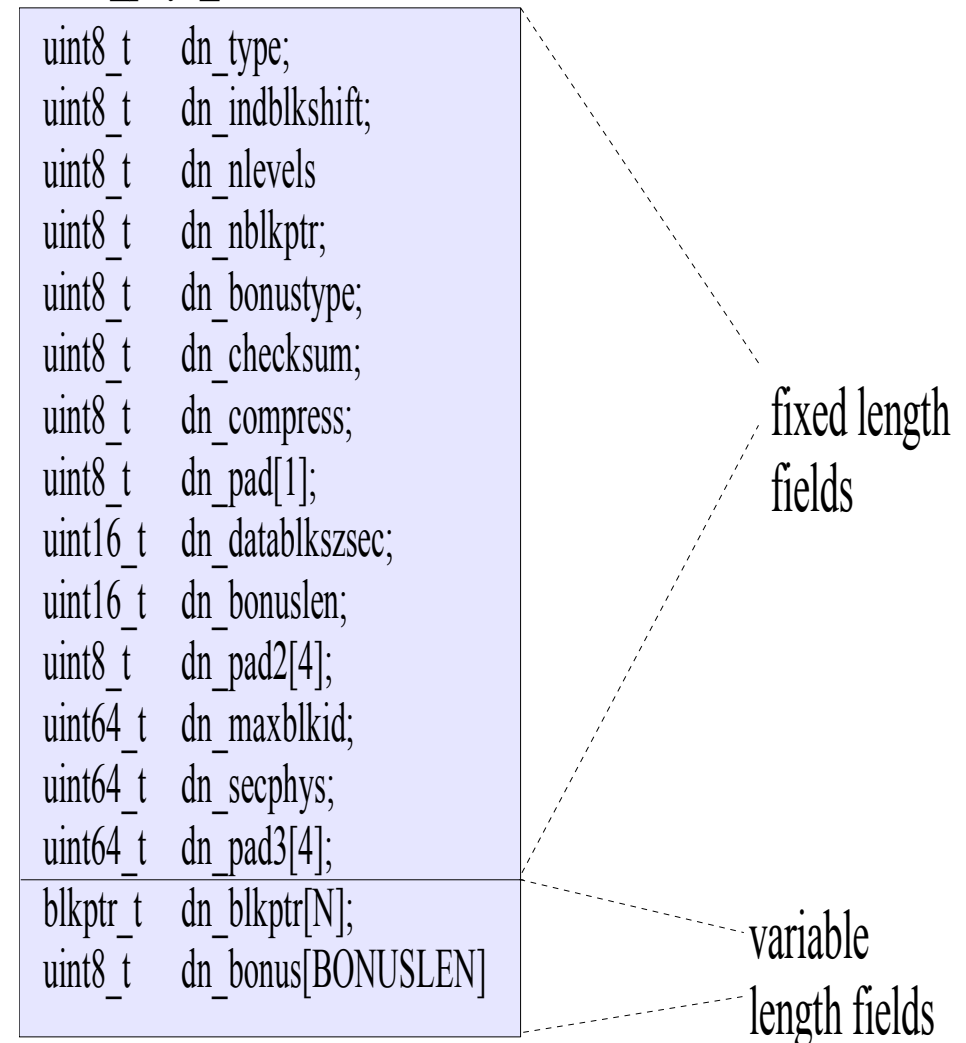 uint8_t dn_type;
uint8_t dn_indblkshift;
uint8_t dn_nlevels
uint8_t dn_nblkptr;
uint8_t dn_bonustype;
uint8_t dn_checksum;
uint8_t dn_compress;
uint8_t dn_pad[1];
uint16_t dn_datablkszsec;
uint16_t dn_bonuslen;
uint8_t dn_pad2[4];
uint64_t dn_maxblkid;
uint64_t dn_secphys;
uint64_t dn_pad3[4];
blkptr_t dn_blkptr[N];
uint8_t dn_bonus[BONUSLEN]
fixed length
fields
variable
length fields